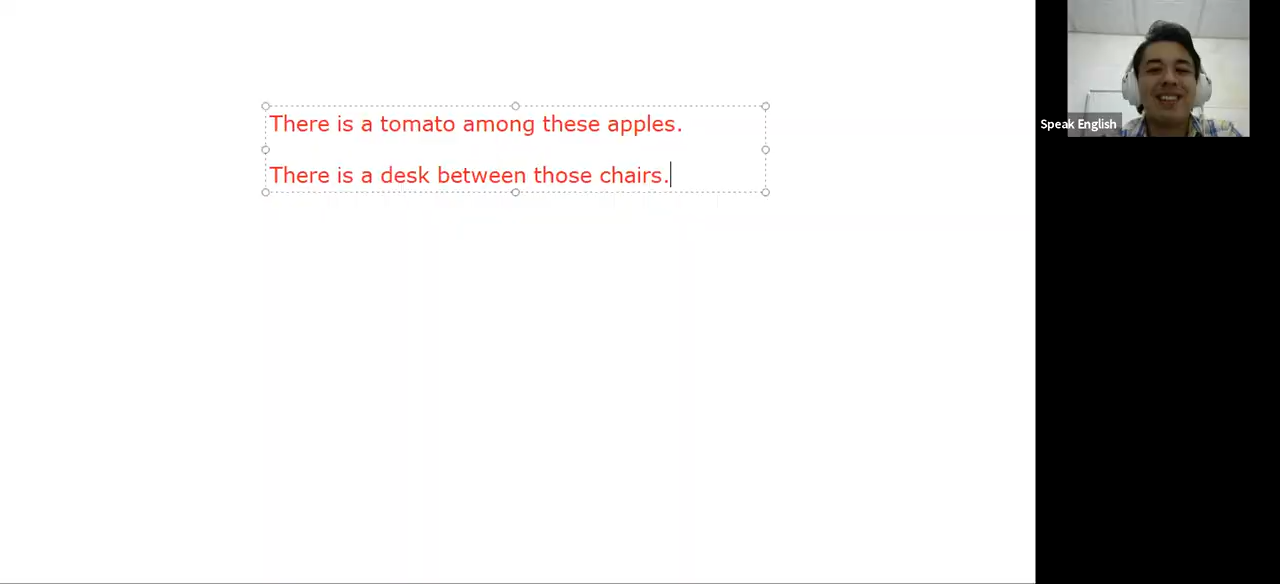 There is a tomato among these apples.
There is a desk between those chairs.
Speak English